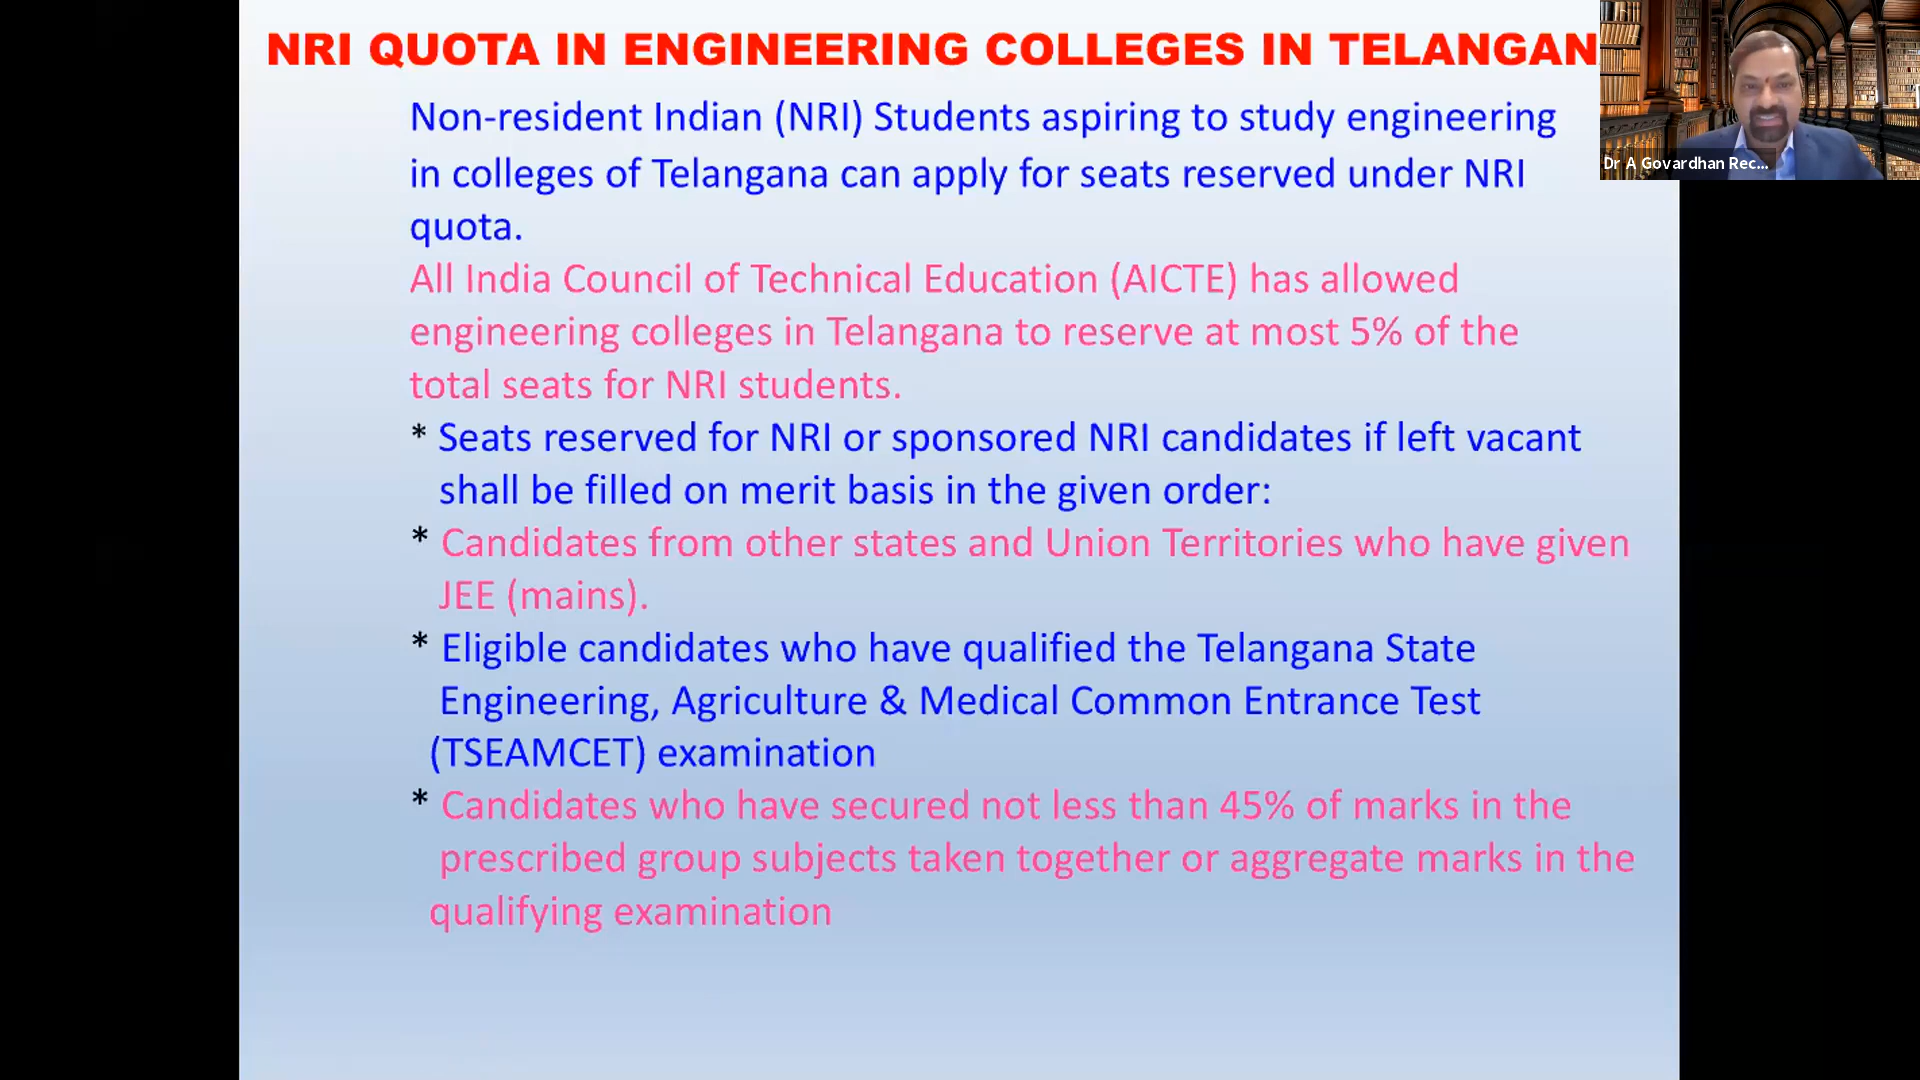 NRI QUOTA IN ENGINEERING COLLEGES IN TELANGAN
Non-resident Indian (NRI) Students aspiring to study engineering
in colleges of Telangana can apply for seats reserved under NRI
quota.
All India Council of Technical Education (AICTE) has allowed
engineering colleges in Telangana to reserve at most 5% of the
total seats for NRI students.
* Seats reserved for NRI or sponsored NRI candidates if left vacant
shall be filled on merit basis in the given order:
* Candidates from other states and Union Territories who have given
JEE (mains).
* Eligible candidates who have qualified the Telangana State
Engineering, Agriculture & Medical Common Entrance Test
(TSEAMCET) examination
* Candidates who have secured not less than 45% of marks in the
prescribed group subjects taken together or aggregate marks in the
qualifying examination
Dr A Govardhan Rec...